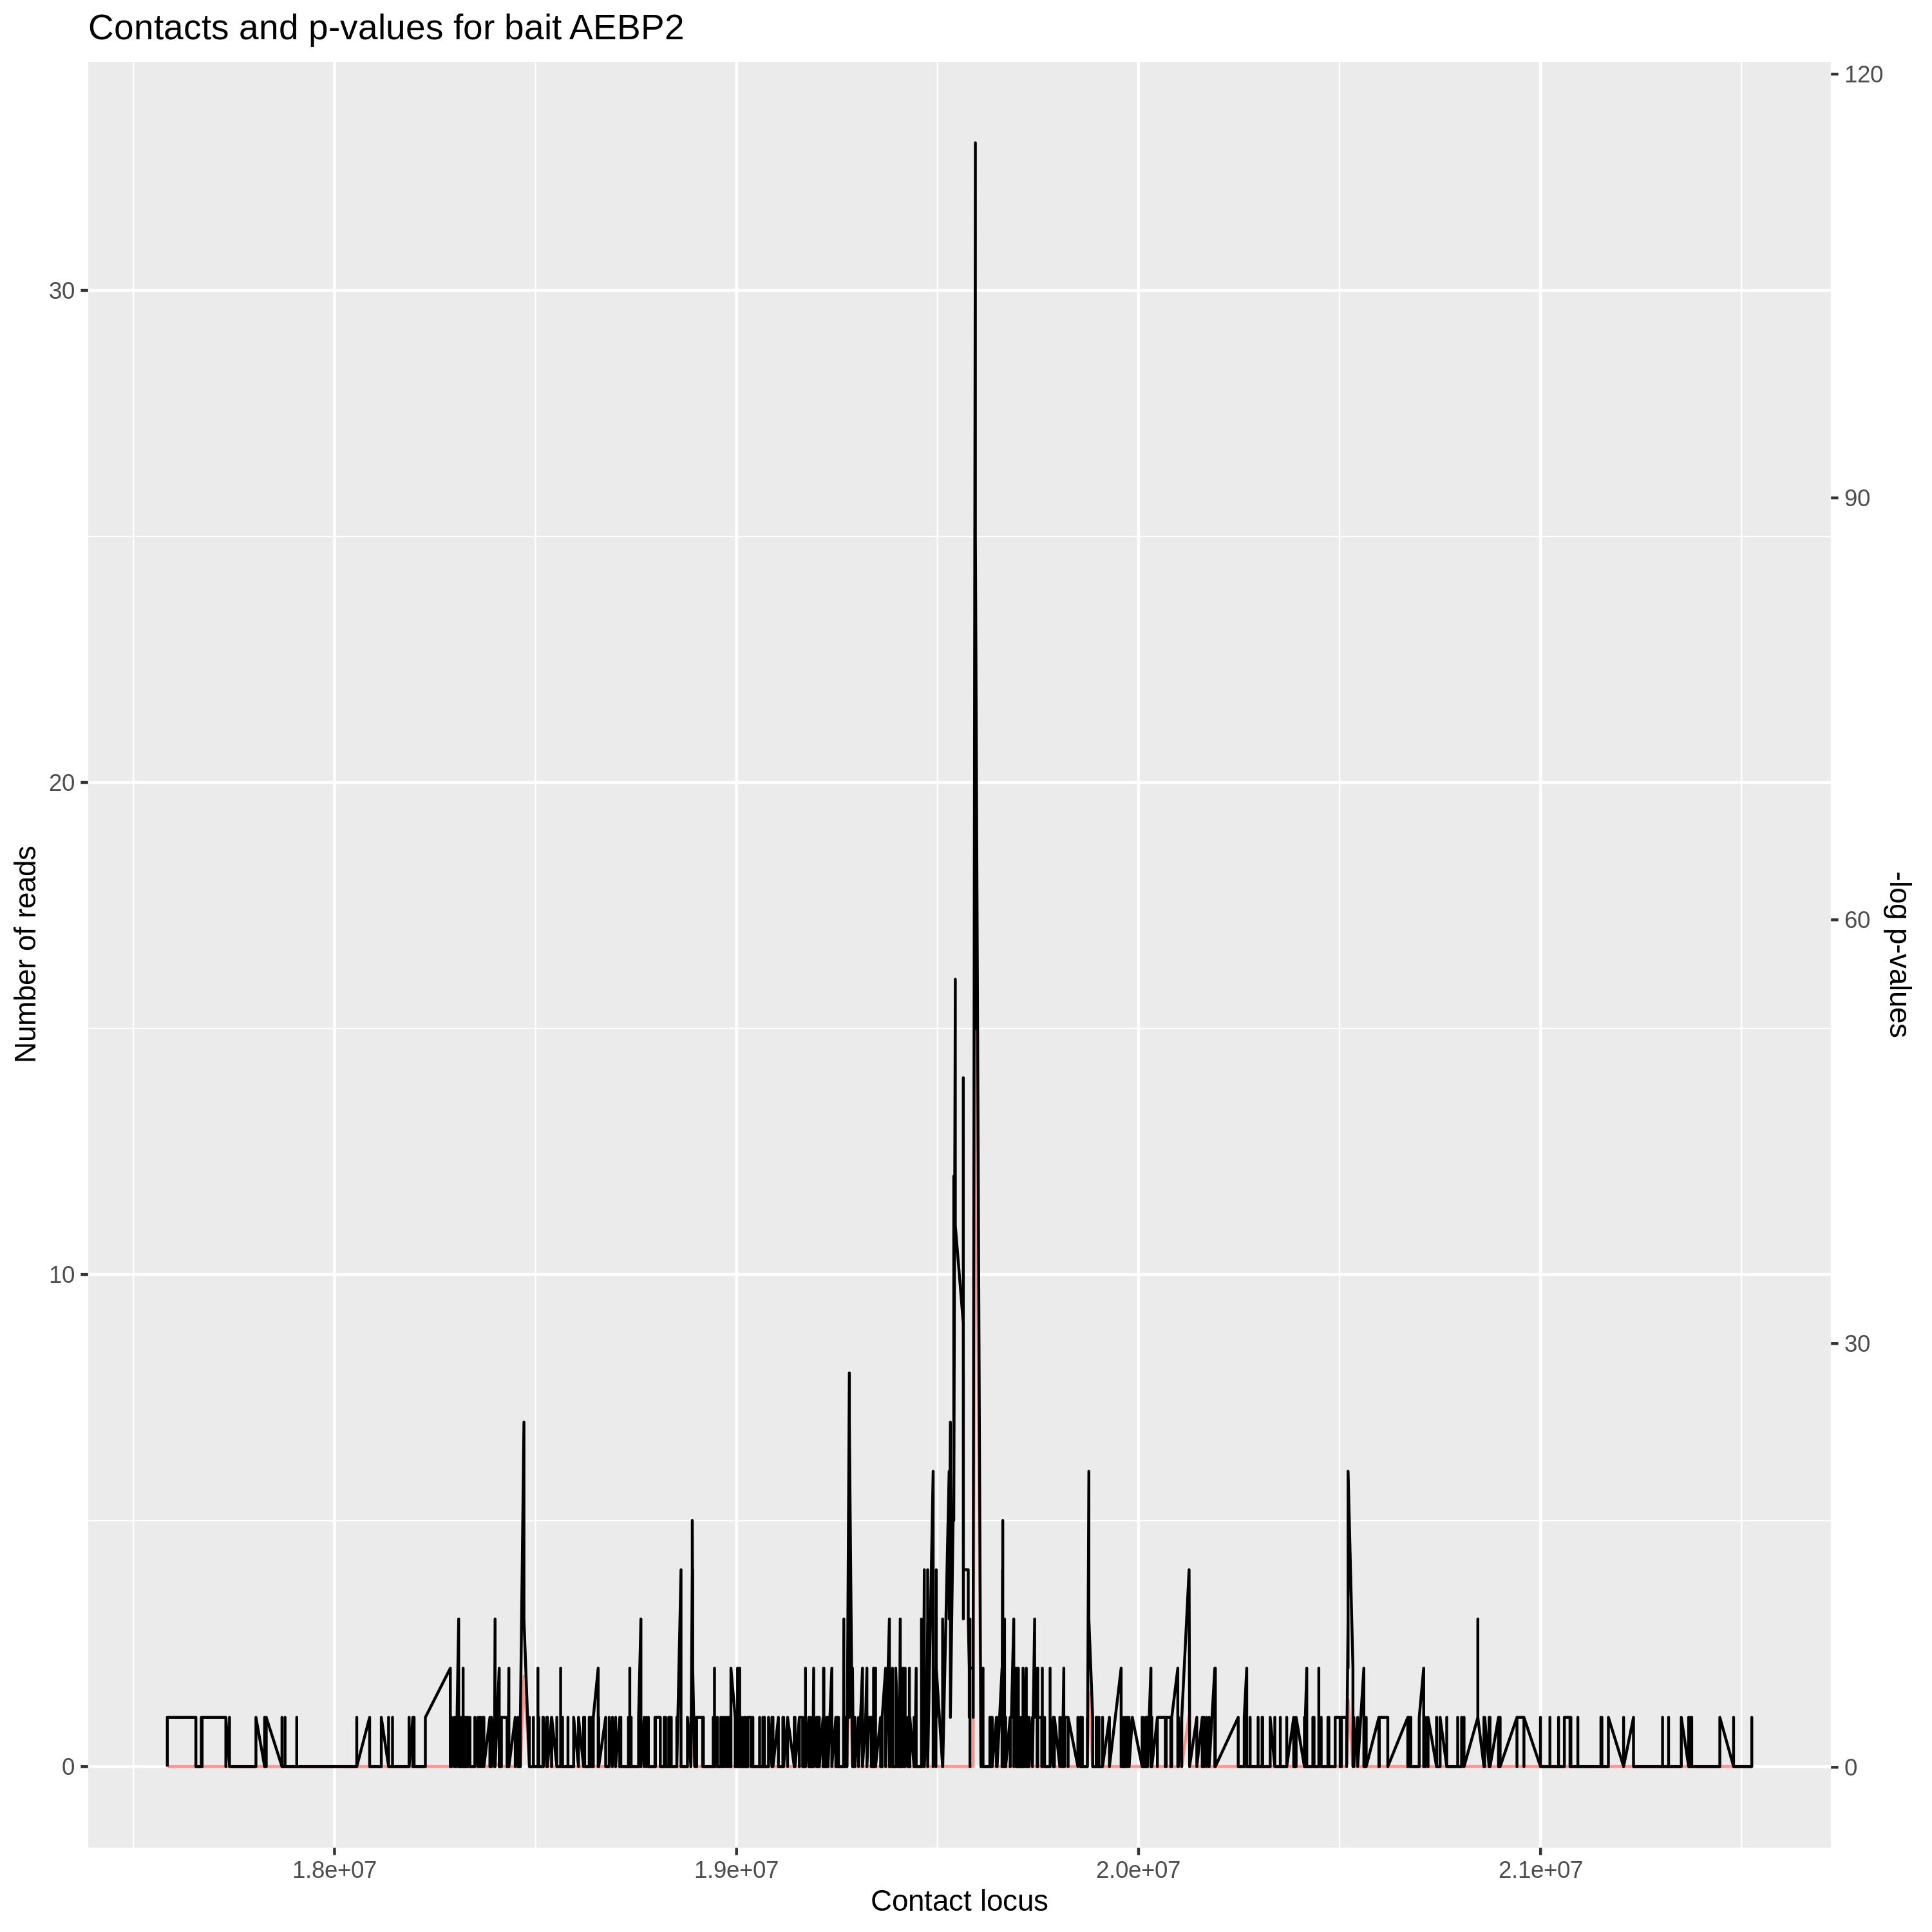 Contacts and p-values for bait AEBP2
120
30
90
20
60
Number of reads
-log p-values
10
30
0
0
1.8e+07
1.9e+07
2.0e+07
2.1e+07
Contact locus